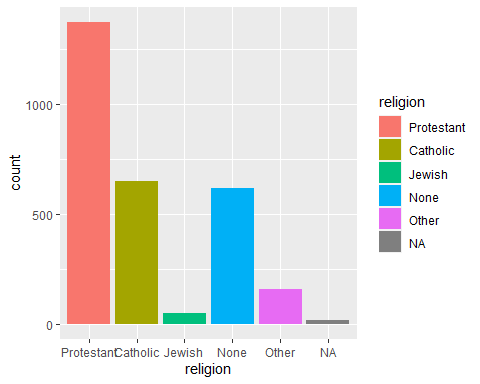 1000
500
0
count
Protestant Catholic Jewish None Other NA
religion
religion
Protestant
Catholic
Jewish
None
Other
NA